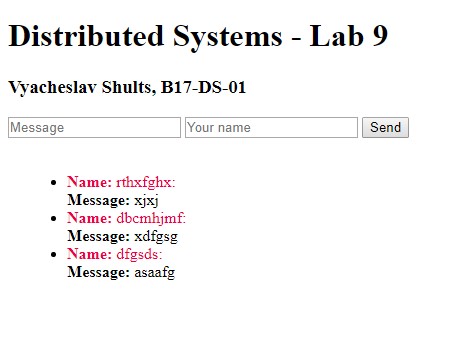 Distributed Systems - Lab 9
Vyacheslav Shults, B17-DS-01
Message Your name Send
Name: rthxfghx:
Message: xjxj
Name: dbcmhjmf:
Message: xdfgsg
Name: dfgsds:
Message: asaafg